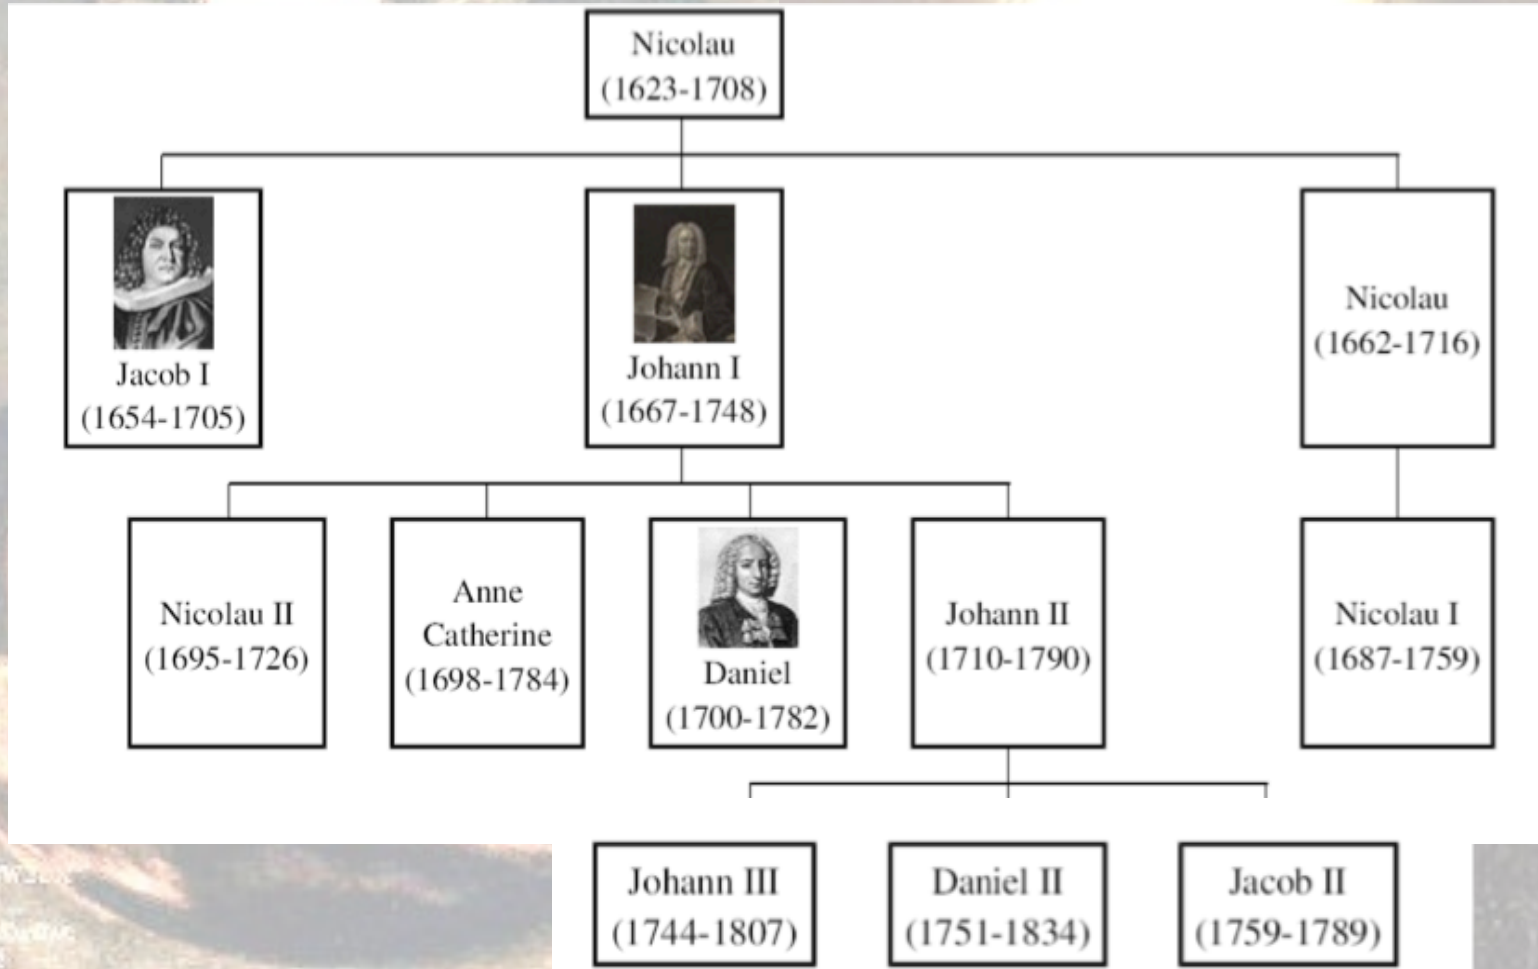 Nicolau
(1623-1708)
Jacob I
(1654-1705)
Johann I
(1667-1748)
Nicolau
(1662-1716)
Nicolau II
(1695-1726)
Anne
Catherine
(1698-1784)
Daniel
(1700-1782)
Johann II
(1710-1790)
Nicolau I
(1687-1759)
Johann III
(1744-1807)
Daniel II
(1751-1834)
Jacob II
(1759-1789)